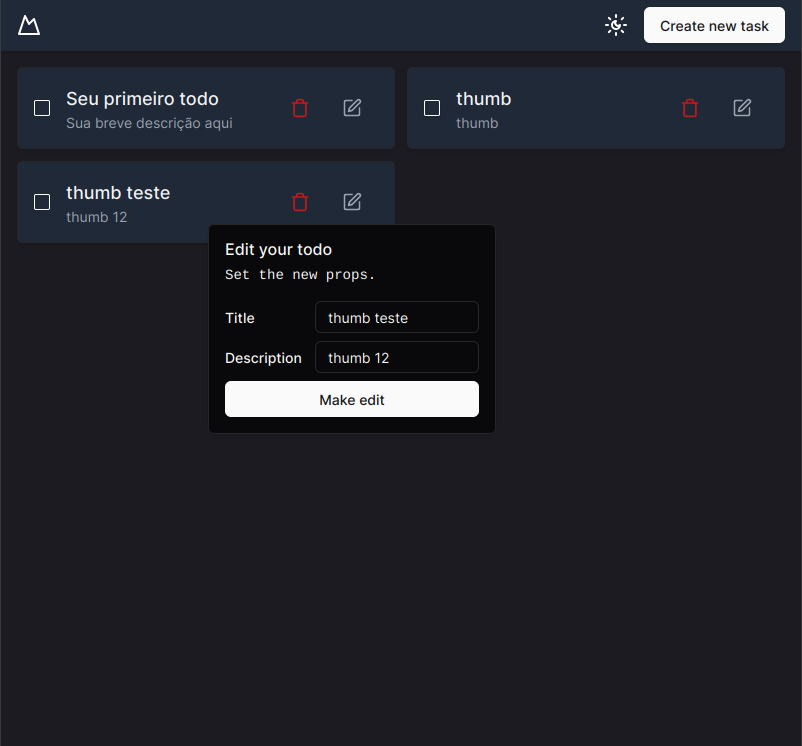 Create new task
Seu primeiro todo
Sua breve descrição aqui
thumb
thumb
thumb teste
thumb 12
Edit your todo
Set the new props.
Title
thumb teste
Description
thumb 12
Make edit